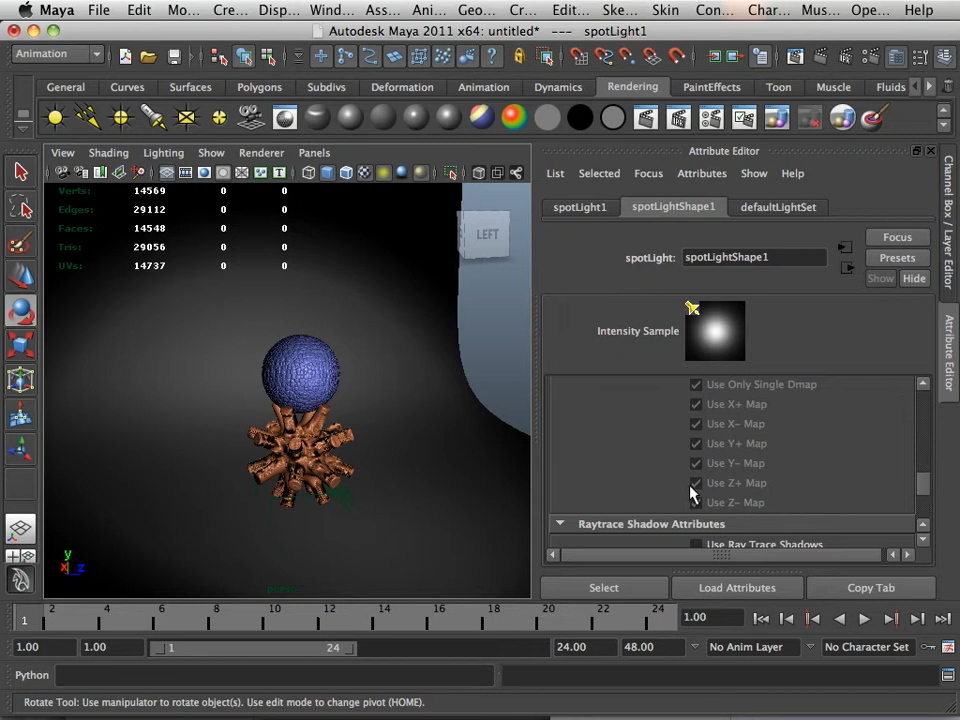 Maya File Edit Mo... Cre... Disp... Window Ass... Ani... Geo... Cr... Edit... Ske... Skin Con... Char... Mus... Ope... Help
Autodesk Maya 2011 x64: untitled* --- spotLight1
Animation
General Curves Surfaces Polygons Subdivs Deformation Animation Dynamics Rendering PaintEffects Toon Muscle Fluids
View Shading Lighting Show Renderer Panels
Verts: 14569 0 0
Edges: 29112 0 0
Faces: 14548 0 0
Tris: 29056 0 0
UVs: 14737 0 0
LEFT
y
x z
persp
Attribute Editor
List Selected Focus Attributes Show Help
spotLight1 spotLightShape1 defaultLightSet
spotLight: spotLightShape1
Focus
Presets
Show Hide
Intensity Sample
Use Only Single Dmap
Use X+ Map
Use X- Map
Use Y+ Map
Use Y- Map
Use Z+ Map
Use Z- Map
Raytrace Shadow Attributes
Use Ray Trace Shadows
Select Load Attributes Copy Tab
Channel Box / Layer Editor
Attribute Editor
1 2 4 6 8 10 12 14 16 18 20 22 24 1.00
1.00 1.00 1 24 24.00 48.00 No Anim Layer No Character Set
Python
Rotate Tool: Use manipulator to rotate object(s). Use edit mode to change pivot (HOME).